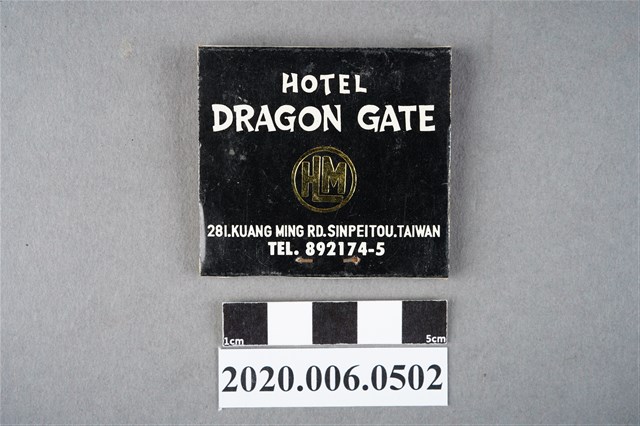 HOTEL
DRAGON GATE
HLM
281.KUANG MING RD.SINPEITOU.TAIWAN
TEL. 892174-5
1cm 5cm
2020.006.0502